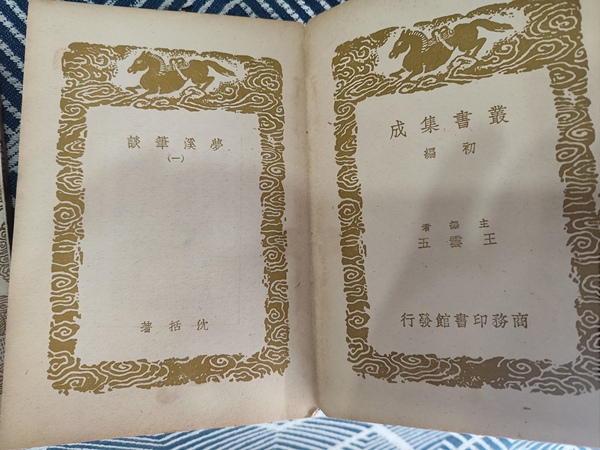 叢書集成
初編
主編者
王雲五
商務印書館發行
夢溪筆談
(一)
沈括著